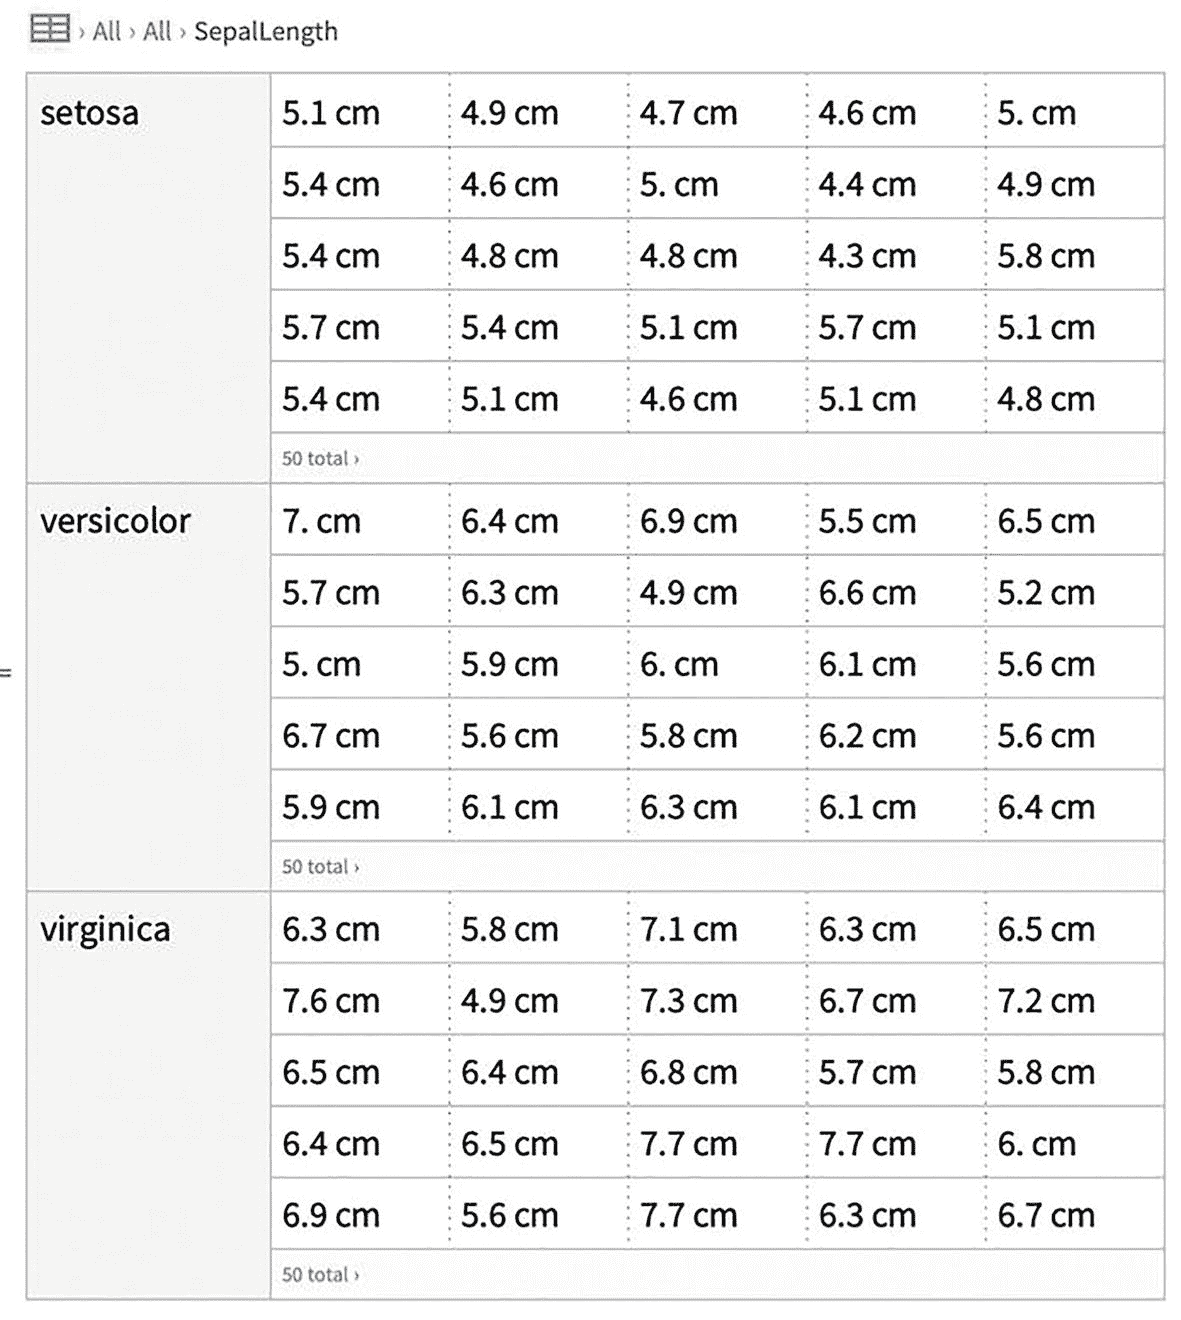 › All › All › SepalLength
setosa 5.1 cm 4.9 cm 4.7 cm 4.6 cm 5. cm
5.4 cm 4.6 cm 5. cm 4.4 cm 4.9 cm
5.4 cm 4.8 cm 4.8 cm 4.3 cm 5.8 cm
5.7 cm 5.4 cm 5.1 cm 5.7 cm 5.1 cm
5.4 cm 5.1 cm 4.6 cm 5.1 cm 4.8 cm
50 total ›
versicolor 7. cm 6.4 cm 6.9 cm 5.5 cm 6.5 cm
5.7 cm 6.3 cm 4.9 cm 6.6 cm 5.2 cm
= 5. cm 5.9 cm 6. cm 6.1 cm 5.6 cm
6.7 cm 5.6 cm 5.8 cm 6.2 cm 5.6 cm
5.9 cm 6.1 cm 6.3 cm 6.1 cm 6.4 cm
50 total ›
virginica 6.3 cm 5.8 cm 7.1 cm 6.3 cm 6.5 cm
7.6 cm 4.9 cm 7.3 cm 6.7 cm 7.2 cm
6.5 cm 6.4 cm 6.8 cm 5.7 cm 5.8 cm
6.4 cm 6.5 cm 7.7 cm 7.7 cm 6. cm
6.9 cm 5.6 cm 7.7 cm 6.3 cm 6.7 cm
50 total ›